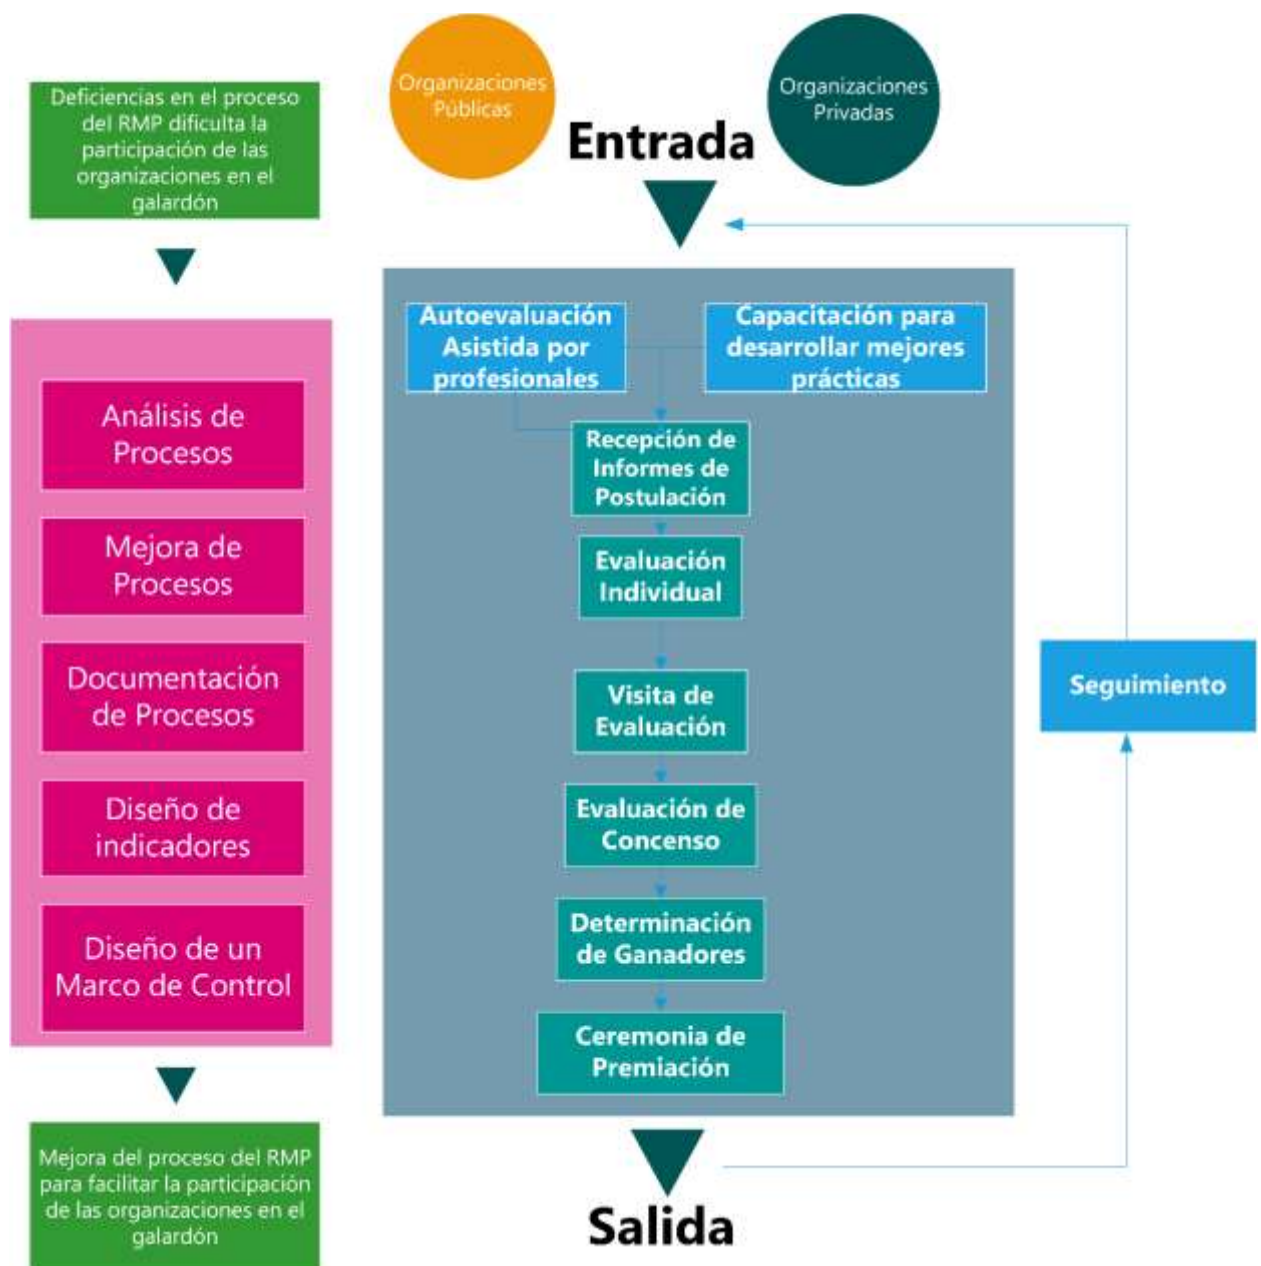 Deficiencias en el proceso
del RMP dificulta la
participación de las
organizaciones en el
galardón
Análisis de
Procesos
Mejora de
Procesos
Documentación
de Procesos
Diseño de
indicadores
Diseño de un
Marco de Control
Mejora del proceso del RMP
para facilitar la participación
de las organizaciones en el
galardón
Organizaciones
Públicas
Organizaciones
Privadas
Entrada
Autoevaluación
Asistida por
profesionales
Capacitación para
desarrollar mejores
prácticas
Recepción de
Informes de
Postulación
Evaluación
Individual
Visita de
Evaluación
Evaluación de
Concenso
Determinación
de Ganadores
Ceremonia de
Premiación
Salida
Seguimiento